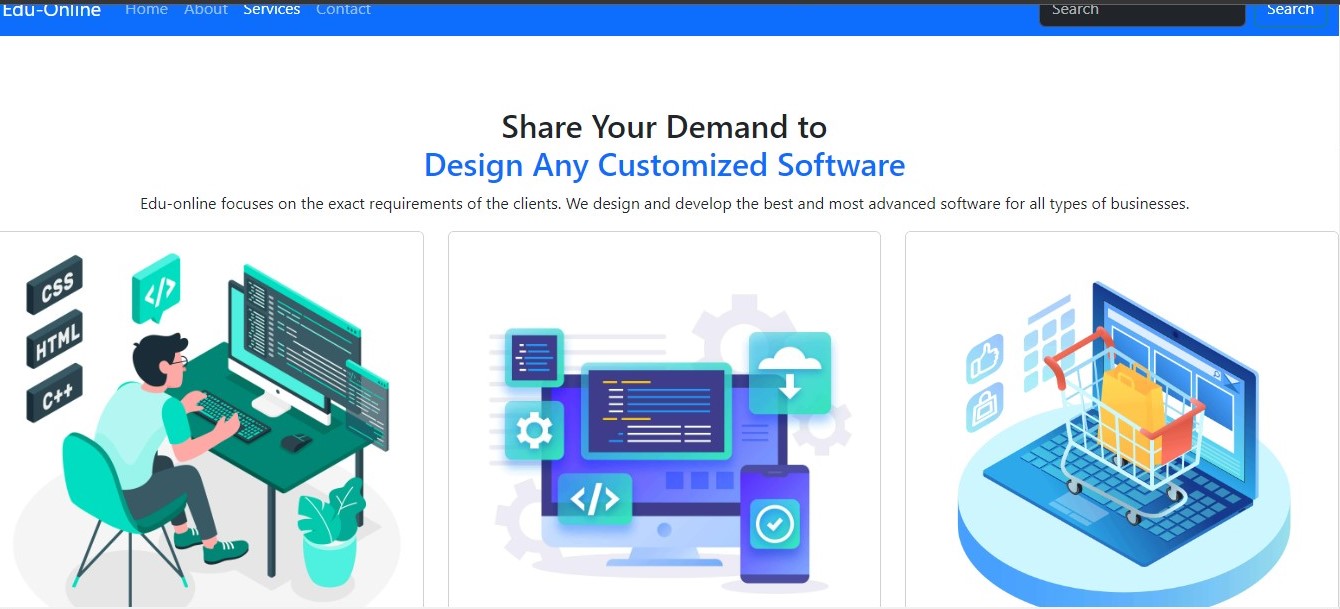 Edu-Online Home About Services Contact Search Search
Share Your Demand to
Design Any Customized Software
Edu-online focuses on the exact requirements of the clients. We design and develop the best and most advanced software for all types of businesses.
CSS
</>
HTML
C++
</>